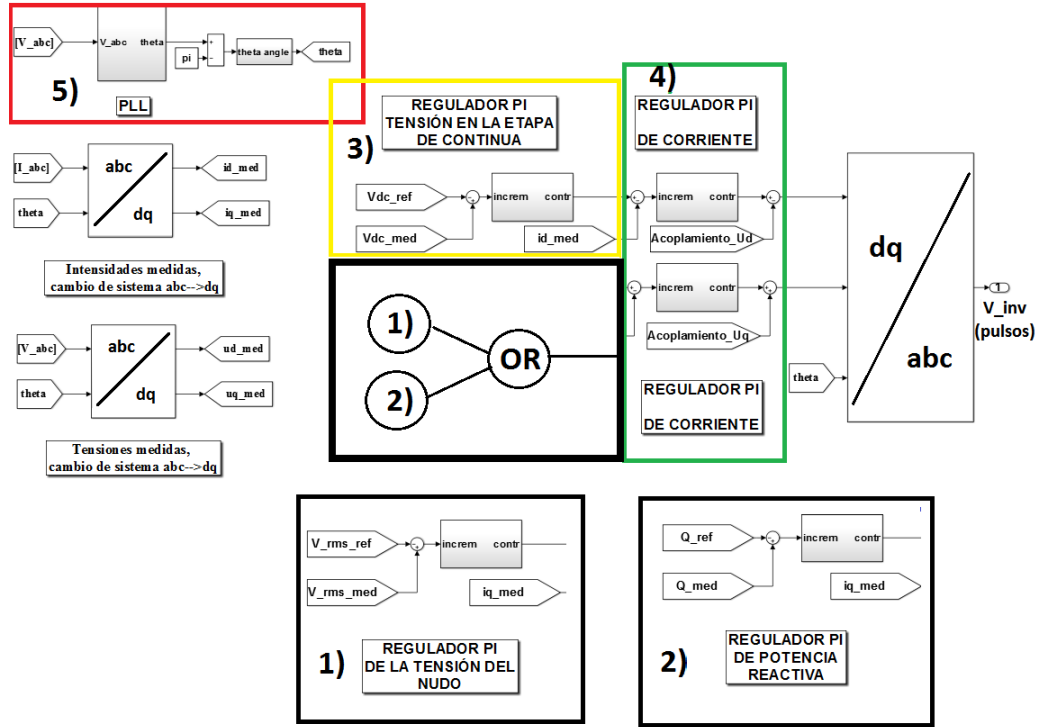 [V_abc]
V_abc theta
pi
theta angle
theta
5)
PLL
[I_abc]
theta
abc
dq
id_med
iq_med
Intensidades medidas,
cambio de sistema abc-->dq
[V_abc]
theta
abc
dq
ud_med
uq_med
Tensiones medidas,
cambio de sistema abc-->dq
3)
REGULADOR PI
TENSIÓN EN LA ETAPA
DE CONTINUA
Vdc_ref
Vdc_med
increm contr
id_med
4)
REGULADOR PI
DE CORRIENTE
increm contr
Acoplamiento_Ud
increm contr
Acoplamiento_Uq
REGULADOR PI
DE CORRIENTE
1)
2)
OR
theta
dq
abc
1
V_inv
(pulsos)
V_rms_ref
V_rms_med
increm contr
iq_med
1)
REGULADOR PI
DE LA TENSIÓN DEL
NUDO
Q_ref
Q_med
increm contr
iq_med
2)
REGULADOR PI
DE POTENCIA
REACTIVA